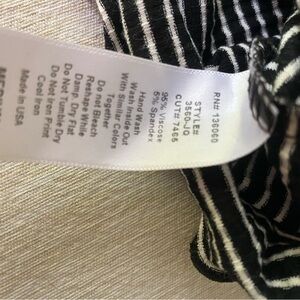 RN# 136060
STYLE#
3560-JQ
CUT# 7465
95% Viscose
5% Spandex
Hand Wash
Wash Inside Out
With Similar Colors
Together
Do not Bleach
Reshape While
Damp, Dry Flat
Do Not Tumble Dry
Do Not Iron Print
Cool Iron
Made in USA